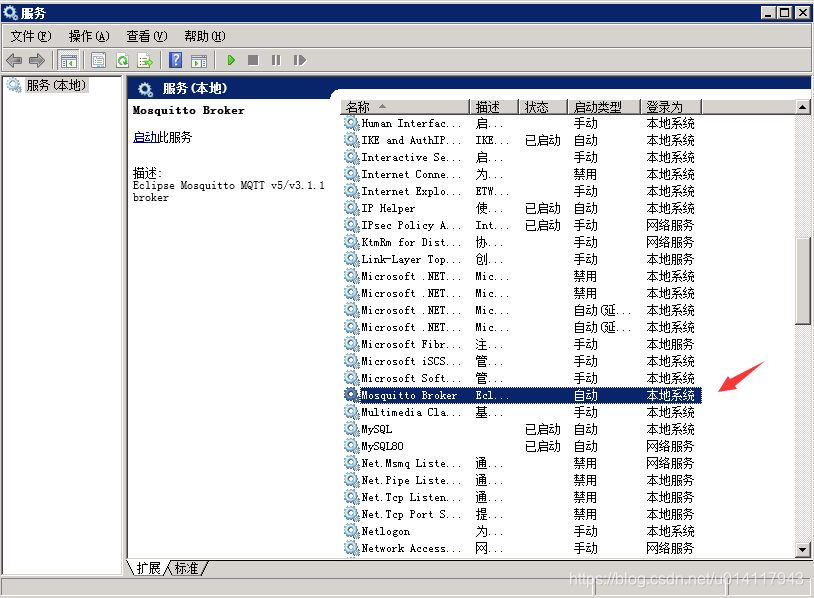 服务
文件(F) 操作(A) 查看(V) 帮助(H)
服务(本地)
服务(本地)
Mosquitto Broker
启动此服务
描述:
Eclipse Mosquitto MQTT v5/v3.1.1
broker
名称 描述 状态 启动类型 登录为
Human Interfac... 启... 手动 本地系统
IKE and AuthIP... IKE... 已启动 自动 本地系统
Interactive Se... 启... 手动 本地系统
Internet Conne... 为... 禁用 本地系统
Internet Explo... ETW... 手动 本地系统
IP Helper 使... 已启动 自动 本地系统
IPsec Policy A... Int... 已启动 手动 网络服务
KtmRm for Dist... 协... 手动 网络服务
Link-Layer Top... 创... 手动 本地服务
Microsoft .NET... Mic... 禁用 本地系统
Microsoft .NET... Mic... 禁用 本地系统
Microsoft .NET... Mic... 自动(延... 本地系统
Microsoft .NET... Mic... 自动(延... 本地系统
Microsoft Fibr... 注... 手动 本地服务
Microsoft iSCS... 管... 手动 本地系统
Microsoft Soft... 管... 手动 本地系统
Mosquitto Broker Ecl... 自动 本地系统
Multimedia Cla... 基... 手动 本地系统
MySQL 已启动 自动 本地系统
MySQL80 已启动 自动 网络服务
Net.Msmq Liste... 通... 禁用 网络服务
Net.Pipe Liste... 通... 禁用 本地服务
Net.Tcp Listen... 通... 禁用 本地服务
Net.Tcp Port S... 提... 禁用 本地服务
Netlogon 为... 手动 本地系统
Network Access... 网... 手动 网络服务
扩展 标准
https://blog.csdn.net/u014117943